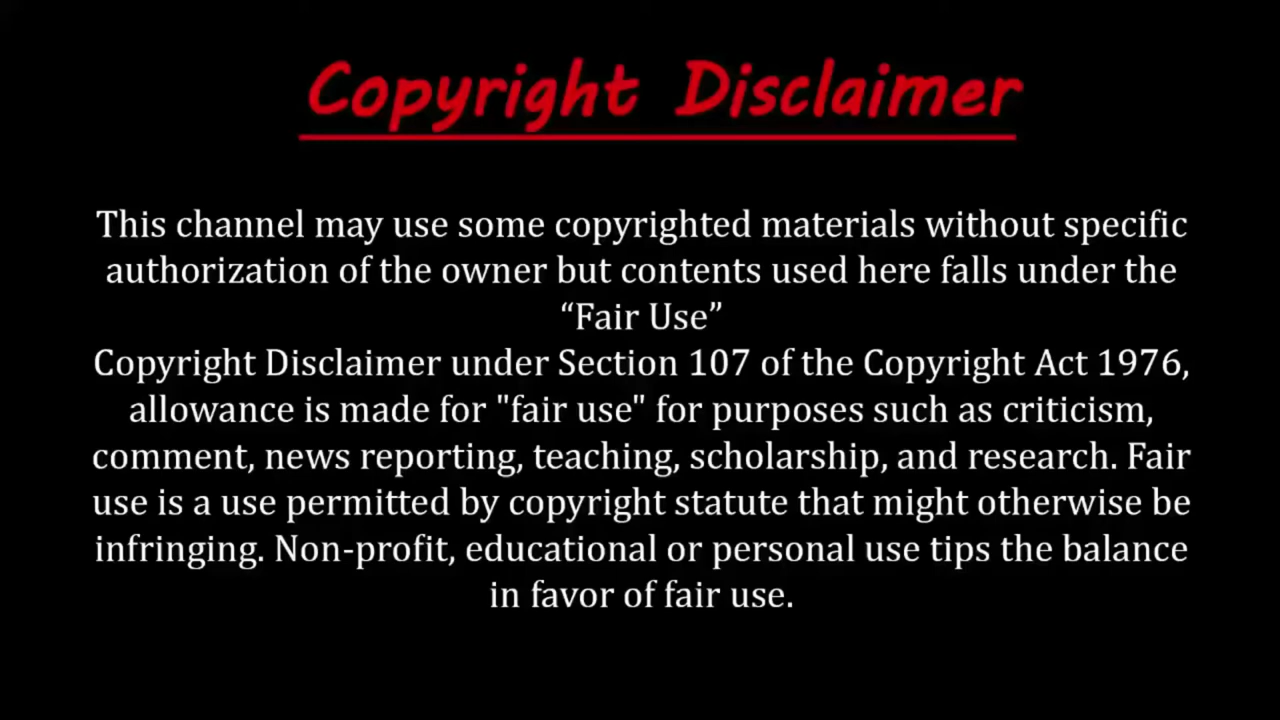 Copyright Disclaimer
This channel may use some copyrighted materials without specific
authorization of the owner but contents used here falls under the
“Fair Use”
Copyright Disclaimer under Section 107 of the Copyright Act 1976,
allowance is made for "fair use" for purposes such as criticism,
comment, news reporting, teaching, scholarship, and research. Fair
use is a use permitted by copyright statute that might otherwise be
infringing. Non-profit, educational or personal use tips the balance
in favor of fair use.